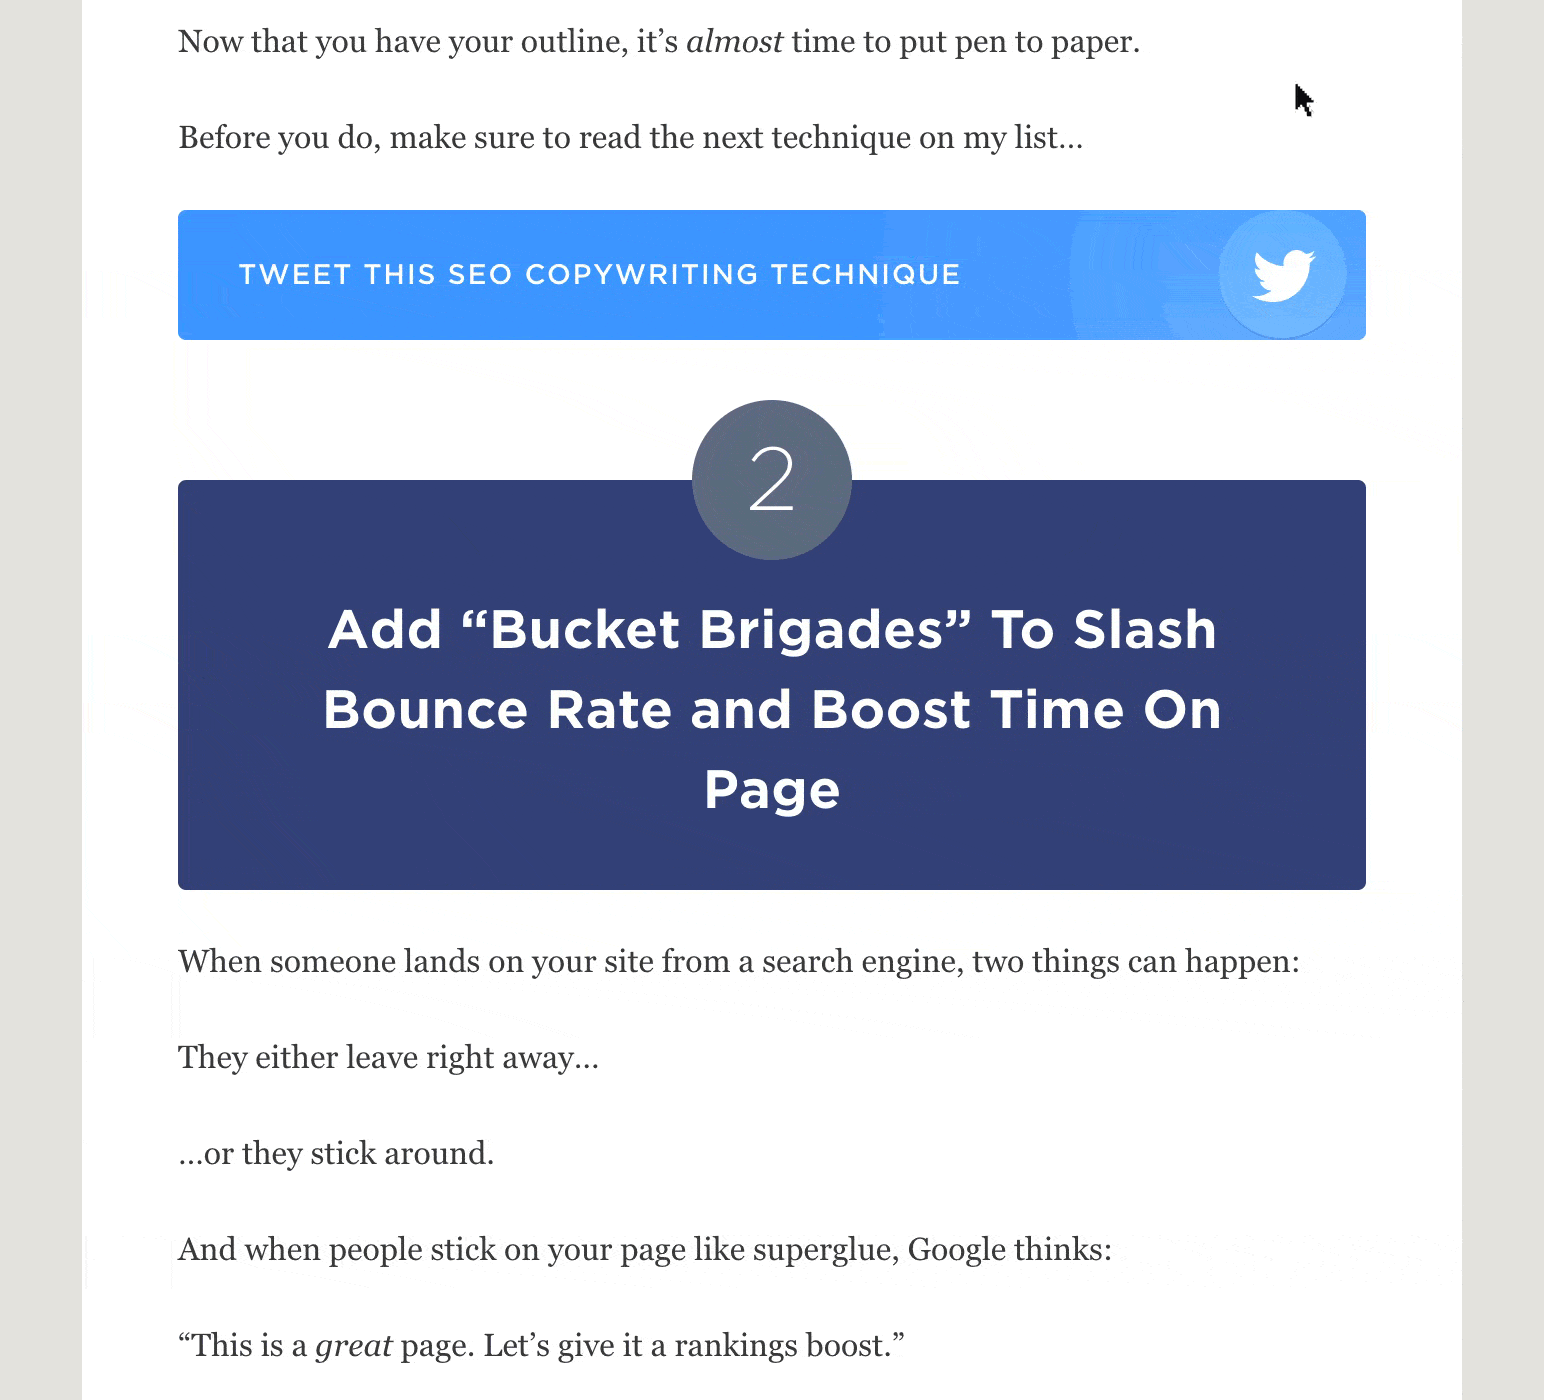 Now that you have your outline, it’s almost time to put pen to paper.
Before you do, make sure to read the next technique on my list…
TWEET THIS SEO COPYWRITING TECHNIQUE
2
Add “Bucket Brigades” To Slash
Bounce Rate and Boost Time On
Page
When someone lands on your site from a search engine, two things can happen:
They either leave right away…
…or they stick around.
And when people stick on your page like superglue, Google thinks:
“This is a great page. Let’s give it a rankings boost.”